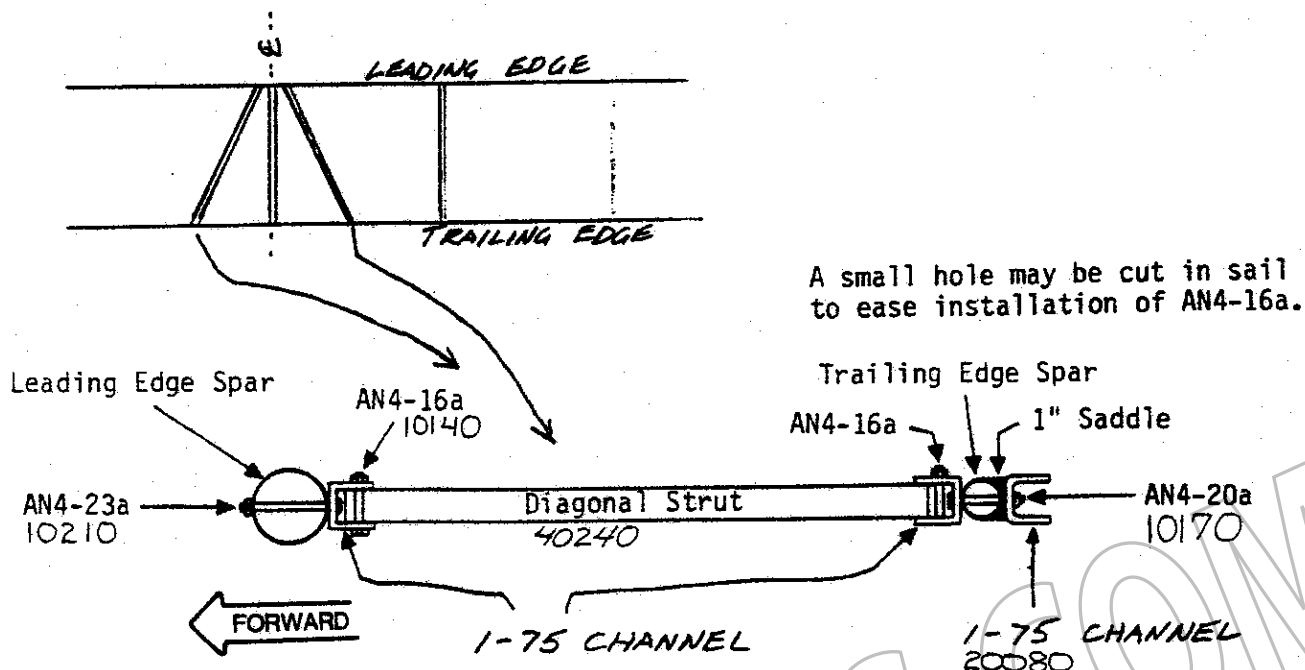 ℄
LEADING EDGE
TRAILING EDGE
A small hole may be cut in sail
to ease installation of AN4-16a.
Leading Edge Spar
AN4-16a
10140
Trailing Edge Spar
AN4-16a
1" Saddle
AN4-23a
10210
Diagonal Strut
40240
AN4-20a
10170
FORWARD
1-75 CHANNEL
1-75 CHANNEL
20080